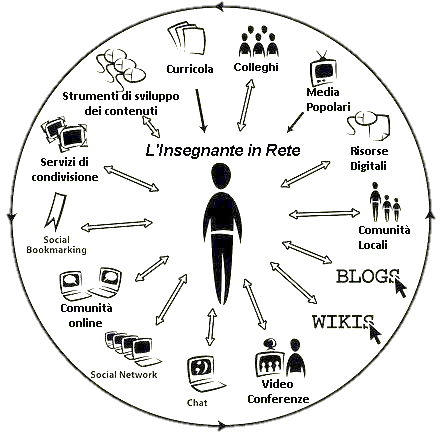 Curricola
Colleghi
Media
Popolari
Strumenti di sviluppo
dei contenuti
Risorse
Digitali
L'Insegnante in Rete
Servizi di
condivisione
Comunità
Locali
Social
Bookmarking
BLOGS
Comunità
online
WIKIS
Social Network
Video
Conferenze
Chat